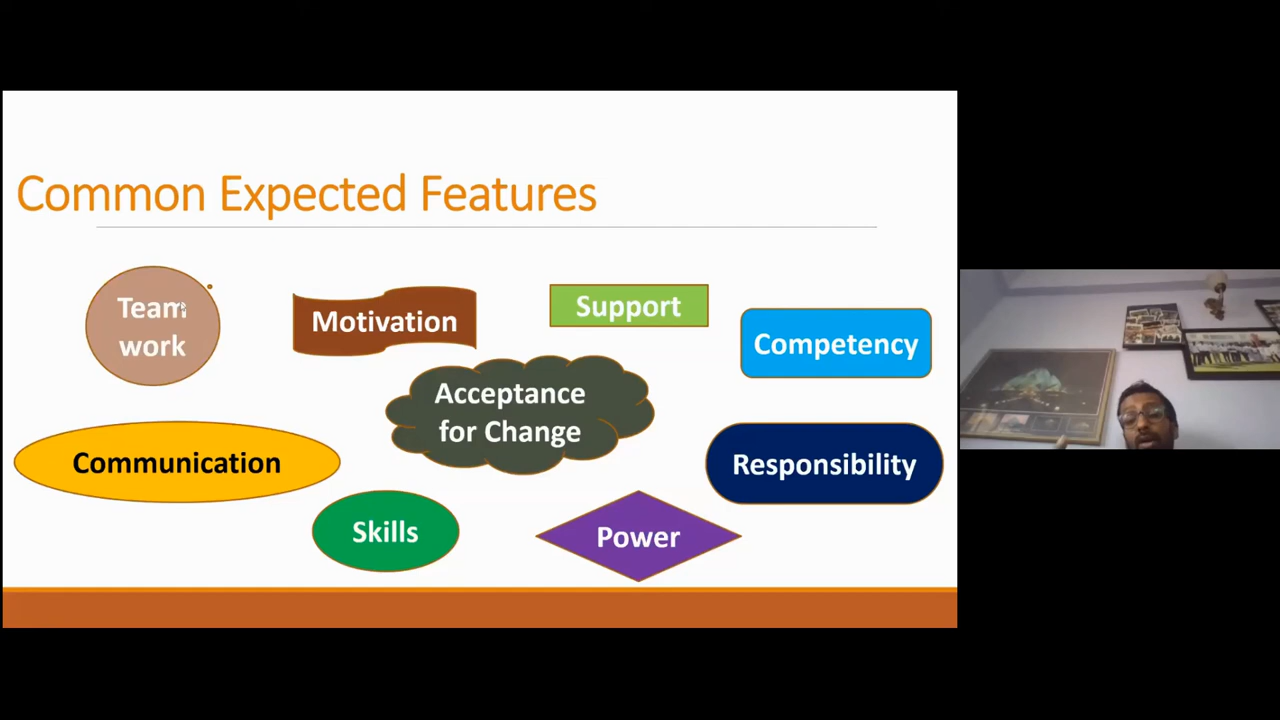 Common Expected Features
Team
work
Motivation
Support
Competency
Acceptance
for Change
Communication
Responsibility
Skills
Power